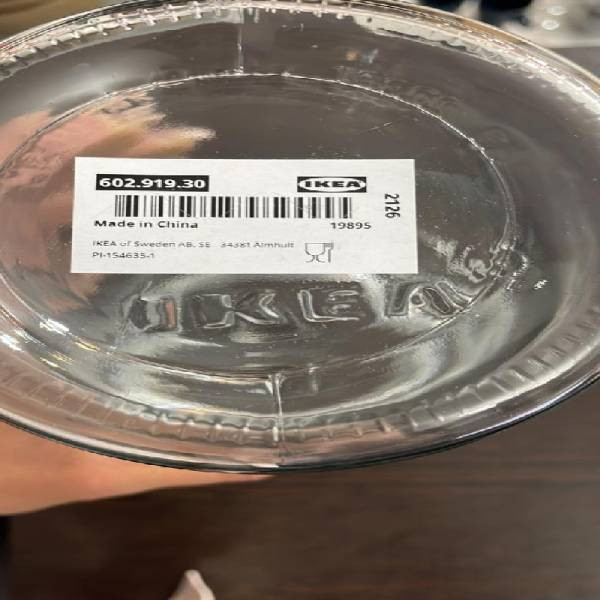 602.919.30 IKEA
2126
Made in China 19895
IKEA of Sweden AB, SE - 34381 Älmhult
PI-154635-1
IKEA